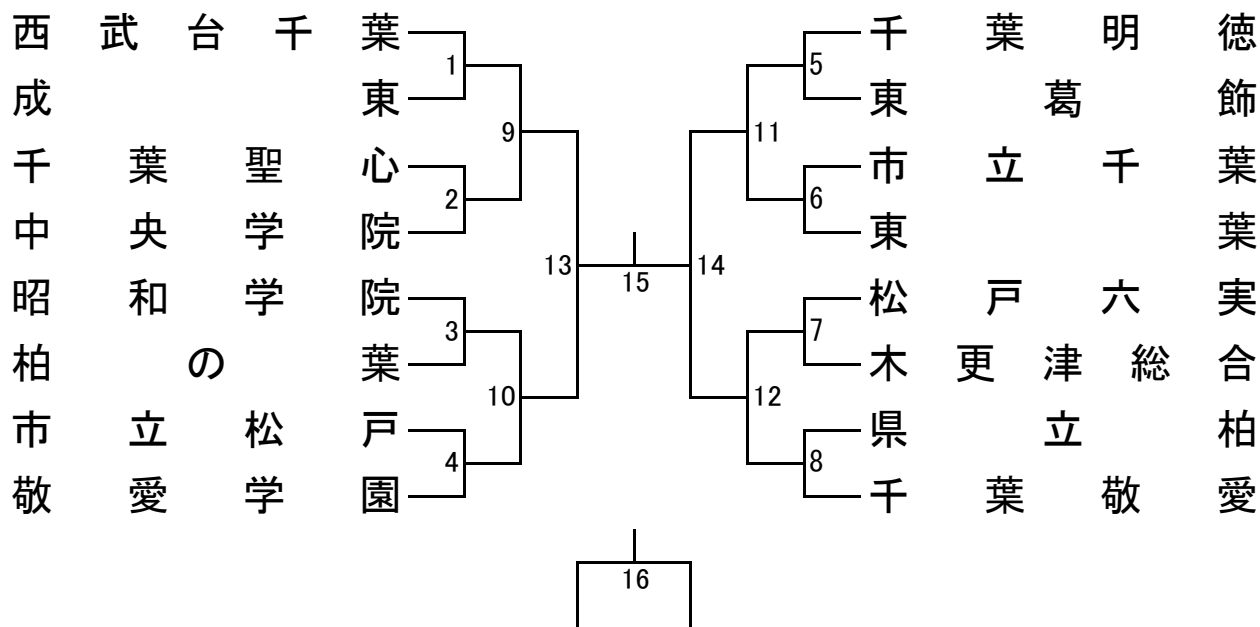 西武台千葉
成東
千葉聖心
中央学院
昭和学院
柏の葉
市立松戸
敬愛学園
1
2
3
4
9
10
13
15
14
11
12
5
6
7
8
千葉明徳
東葛飾
市立千葉
東葉
松戸六実
木更津総合
県立柏
千葉敬愛
16